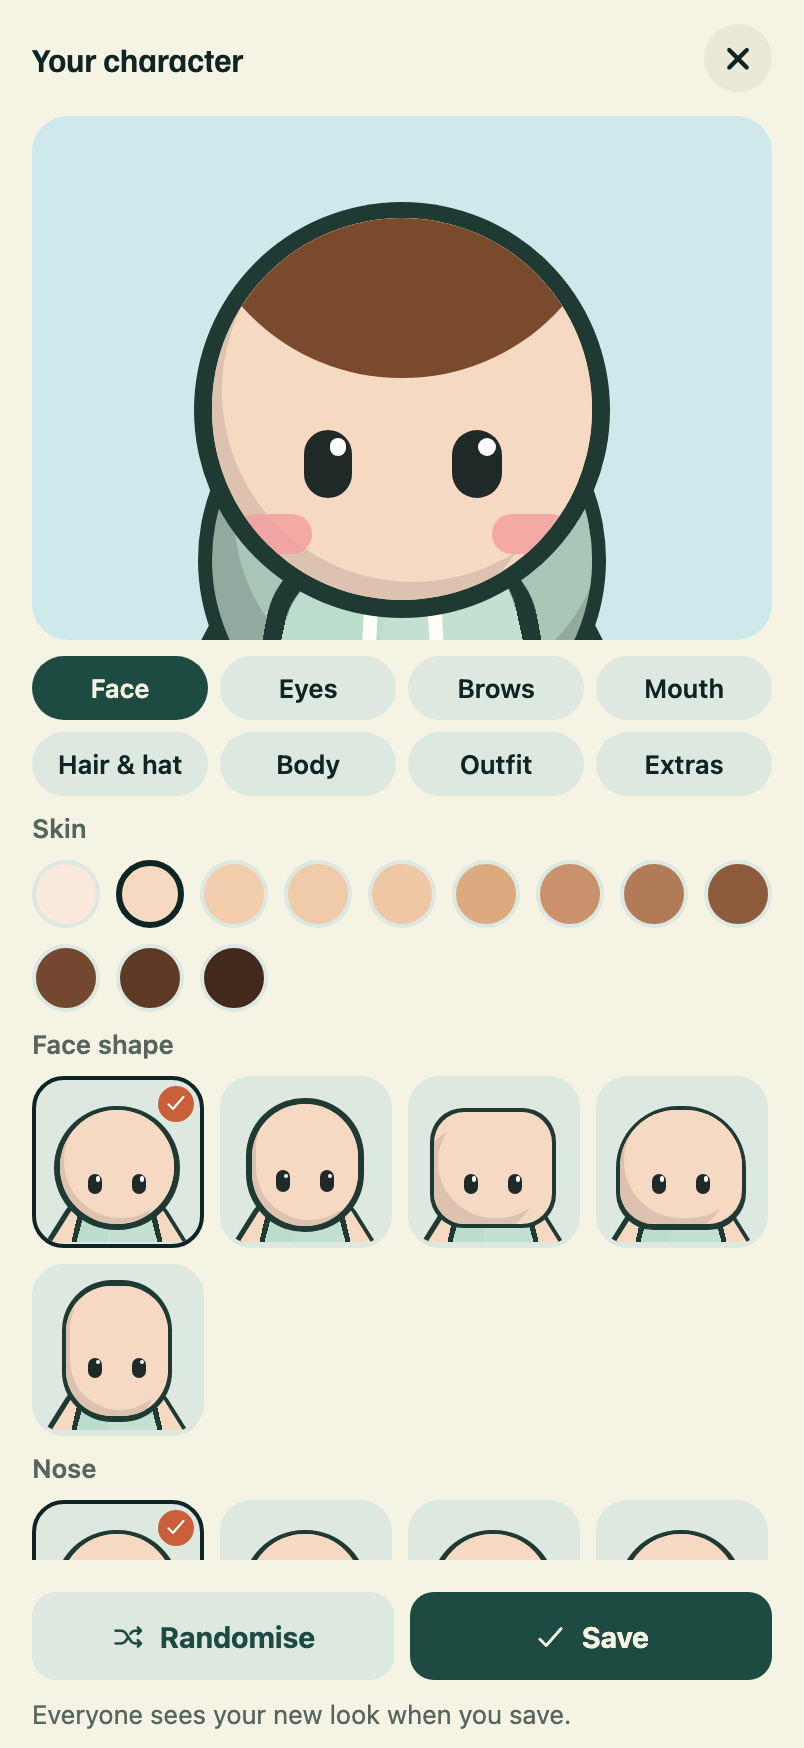 Your character
Face
Eyes
Brows
Mouth
Hair & hat
Body
Outfit
Extras
Skin
Face shape
Nose
Randomise
Save
Everyone sees your new look when you save.